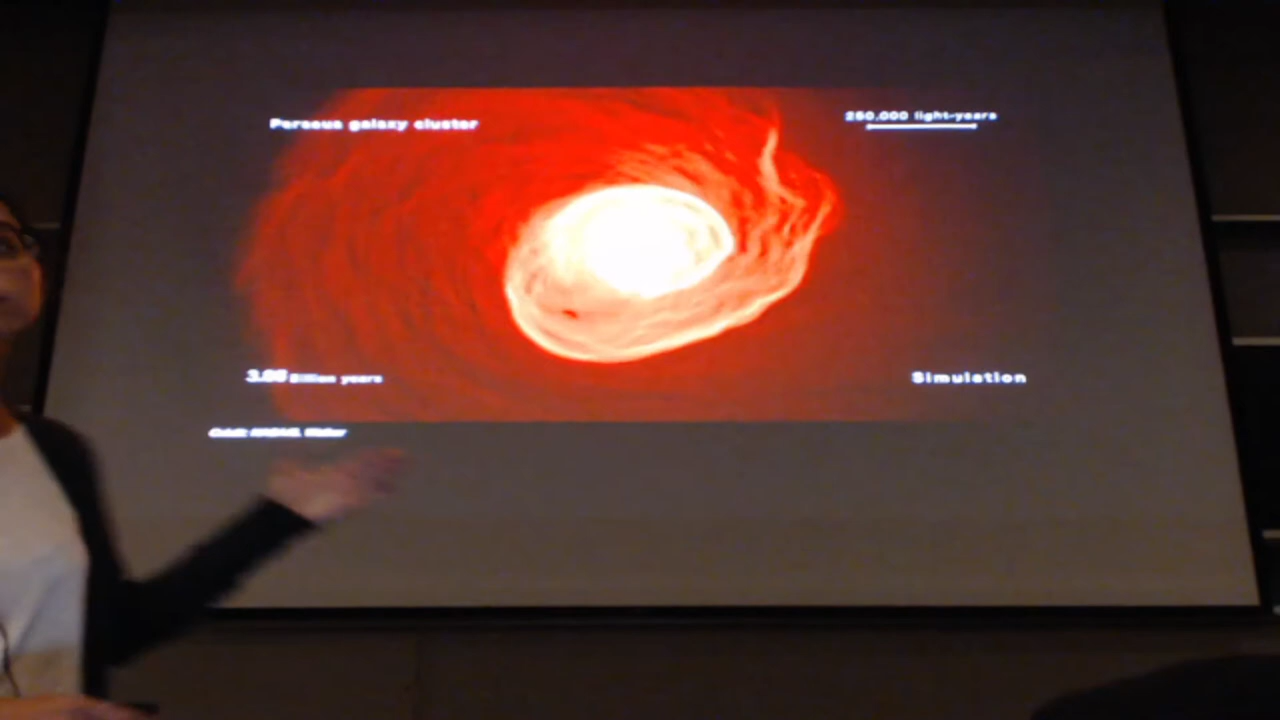 Perseus galaxy cluster
250,000 light-years
Billion years
Simulation